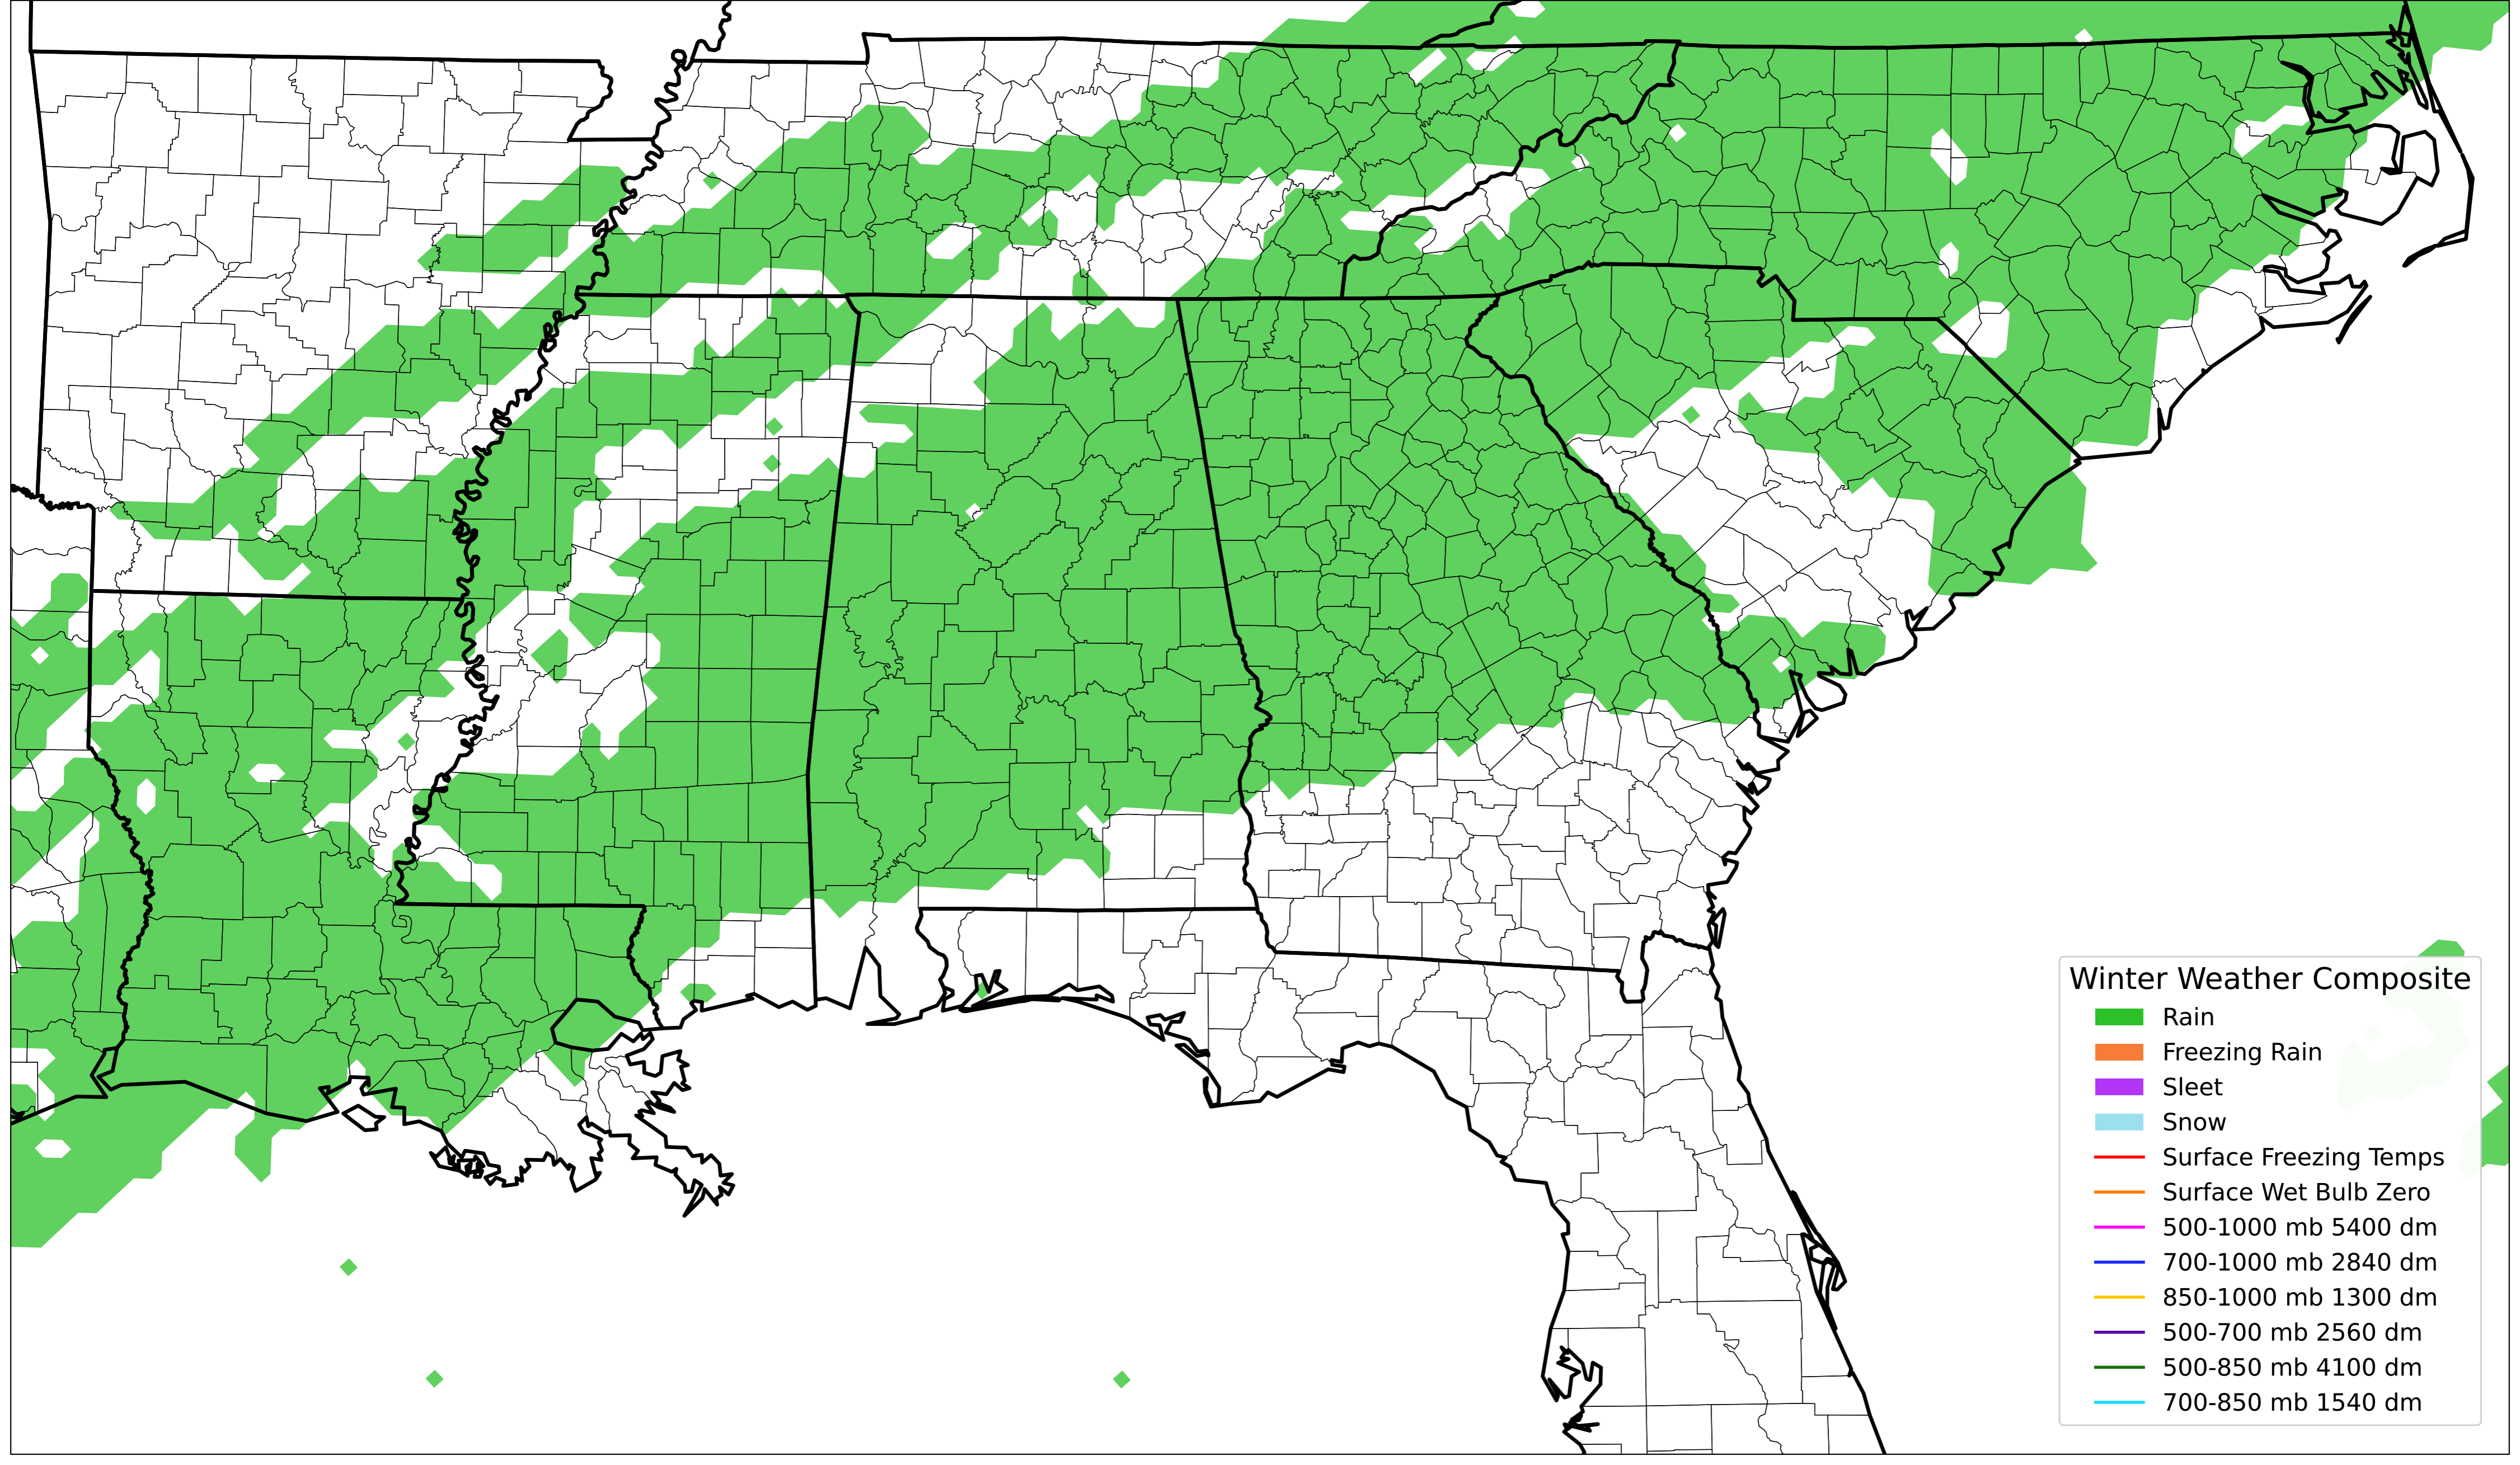 Winter Weather Composite
Rain
Freezing Rain
Sleet
Snow
Surface Freezing Temps
Surface Wet Bulb Zero
500-1000 mb 5400 dm
700-1000 mb 2840 dm
850-1000 mb 1300 dm
500-700 mb 2560 dm
500-850 mb 4100 dm
700-850 mb 1540 dm